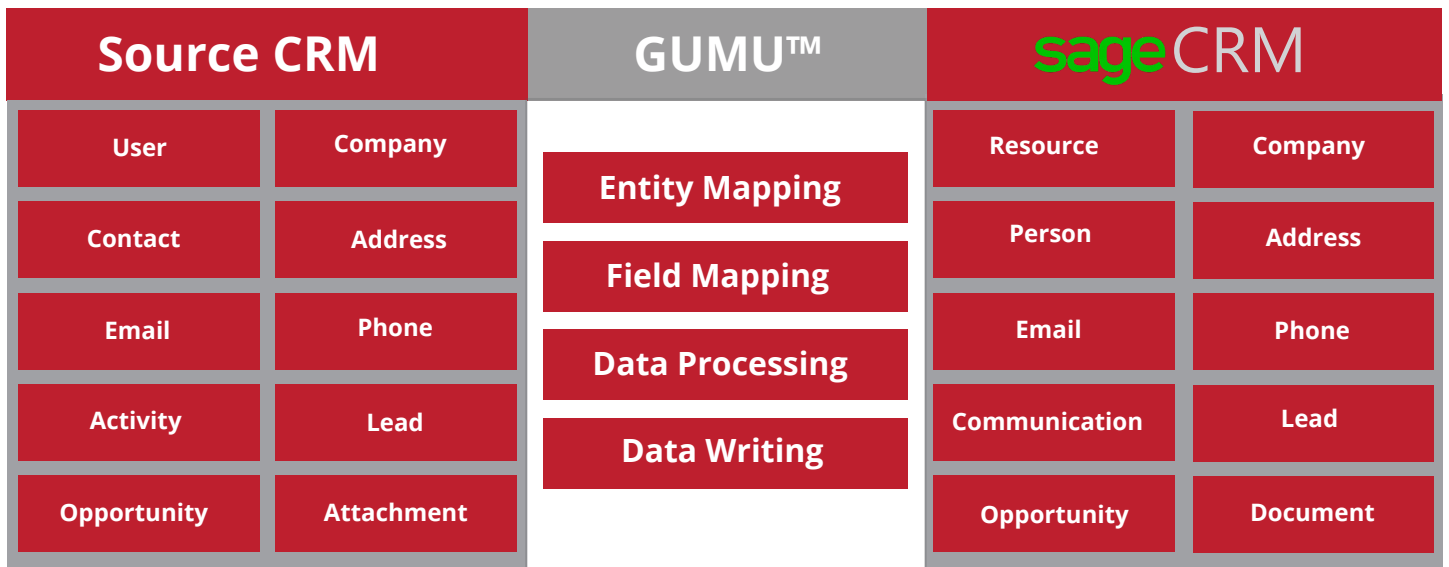 Source CRM
GUMU™
sage CRM
User
Company
Contact
Address
Email
Phone
Activity
Lead
Opportunity
Attachment
Entity Mapping
Field Mapping
Data Processing
Data Writing
Resource
Company
Person
Address
Email
Phone
Communication
Lead
Opportunity
Document